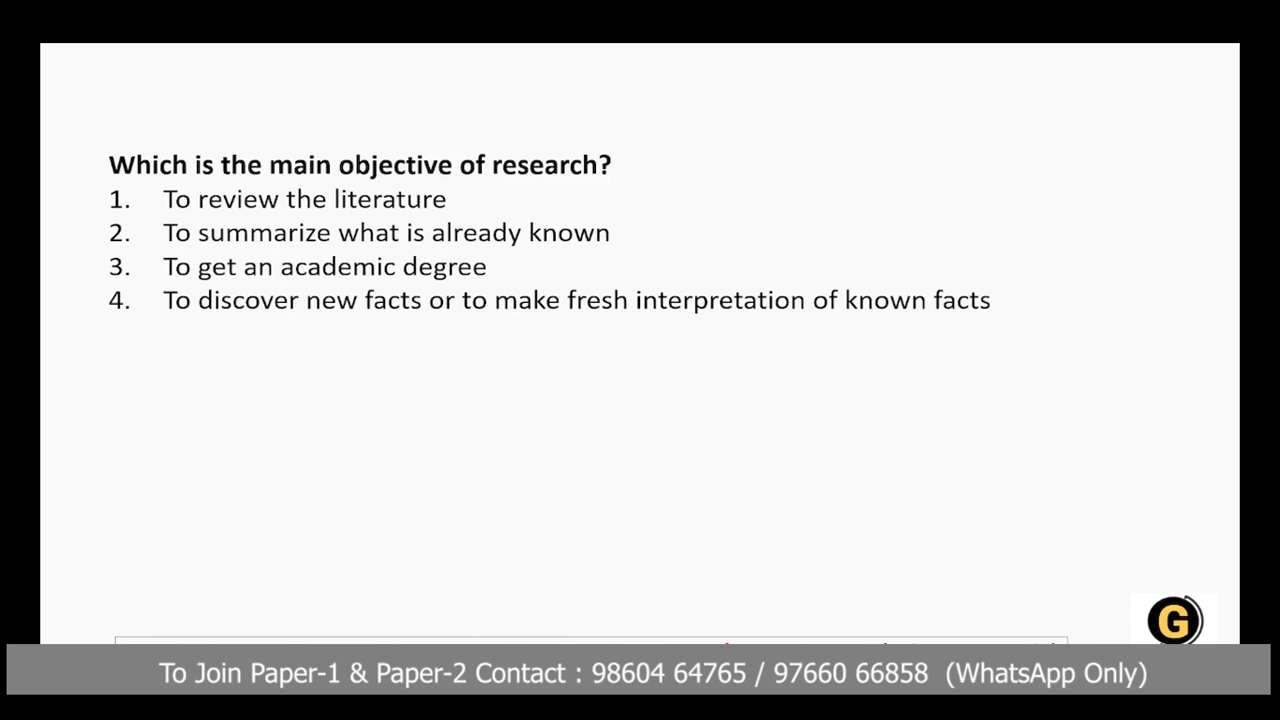 Which is the main objective of research?
1. To review the literature
2. To summarize what is already known
3. To get an academic degree
4. To discover new facts or to make fresh interpretation of known facts
G
To Join Paper-1 & Paper-2 Contact : 98604 64765 / 97660 66858 (WhatsApp Only)